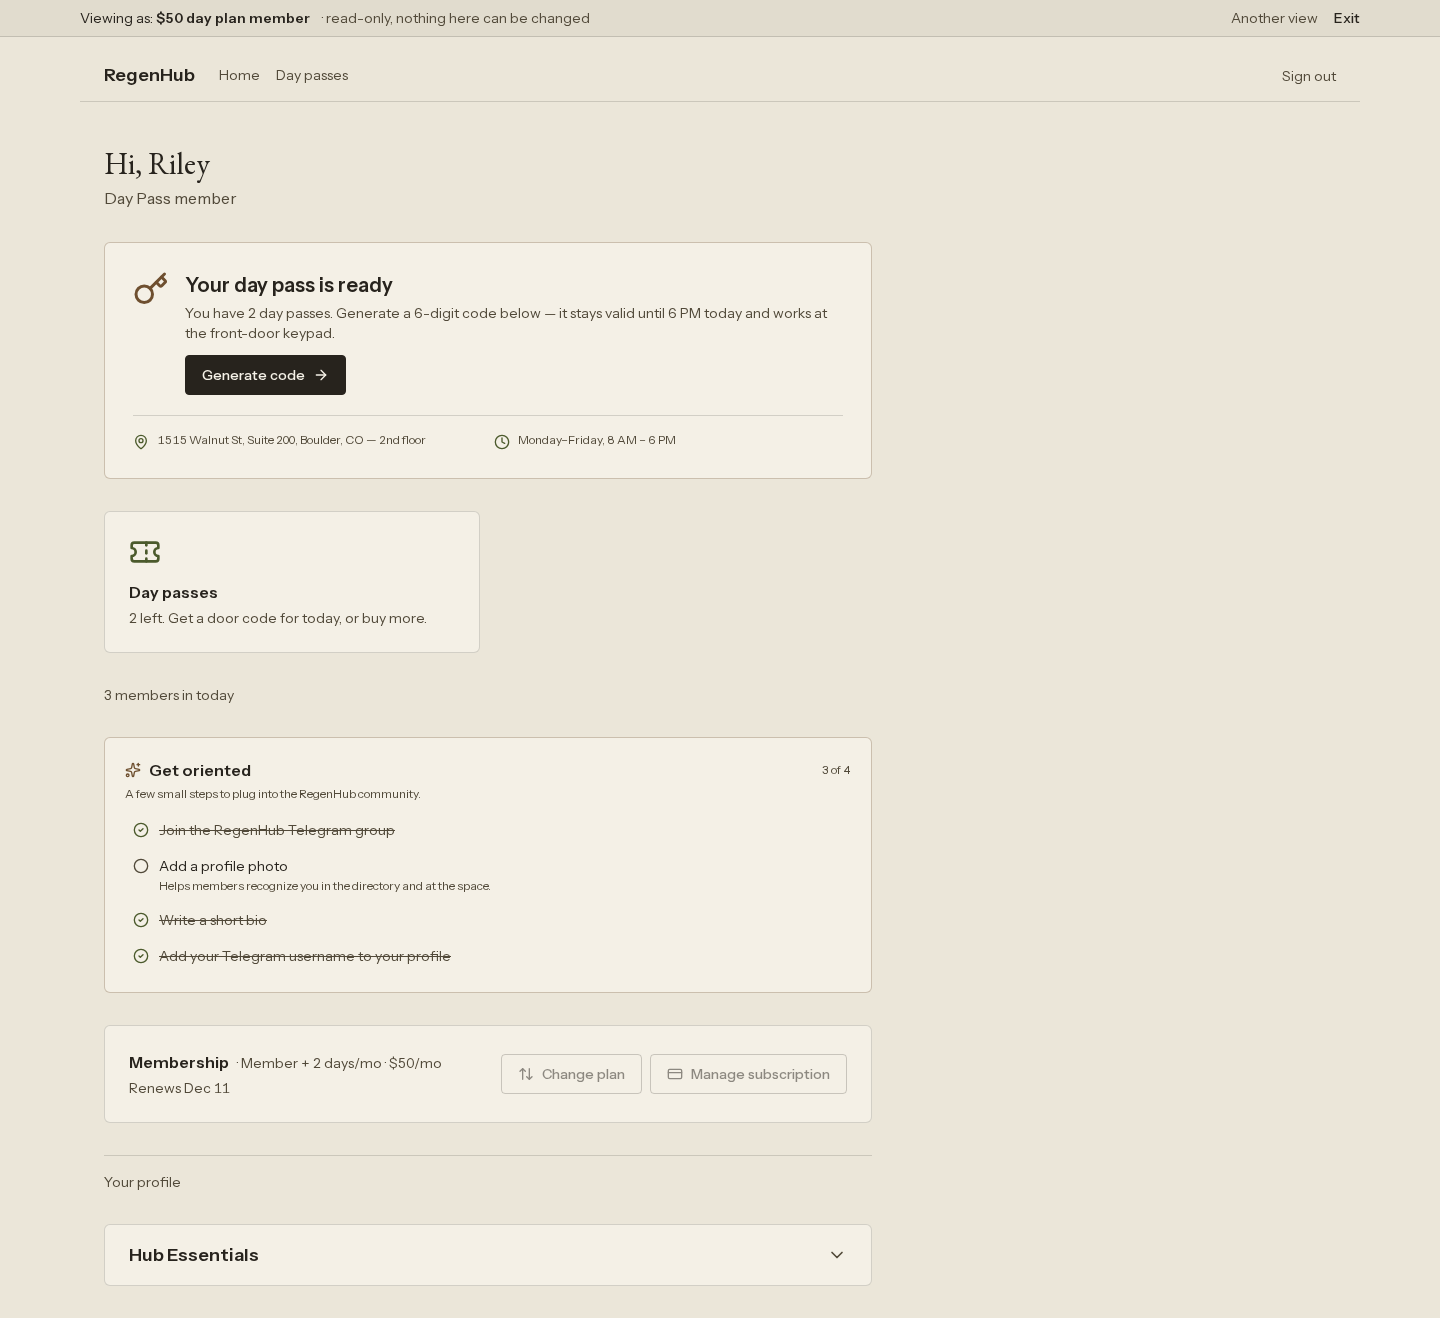 Viewing as: $50 day plan member · read-only, nothing here can be changed
Another view
Exit
RegenHub
Home
Day passes
Sign out
Hi, Riley
Day Pass member
Your day pass is ready
You have 2 day passes. Generate a 6-digit code below — it stays valid until 6 PM today and works at
the front-door keypad.
Generate code
1515 Walnut St, Suite 200, Boulder, CO — 2nd floor
Monday–Friday, 8 AM – 6 PM
Day passes
2 left. Get a door code for today, or buy more.
3 members in today
Get oriented
3 of 4
A few small steps to plug into the RegenHub community.
Join the RegenHub Telegram group
Add a profile photo
Helps members recognize you in the directory and at the space.
Write a short bio
Add your Telegram username to your profile
Membership · Member + 2 days/mo · $50/mo
Renews Dec 11
Change plan
Manage subscription
Your profile
Hub Essentials